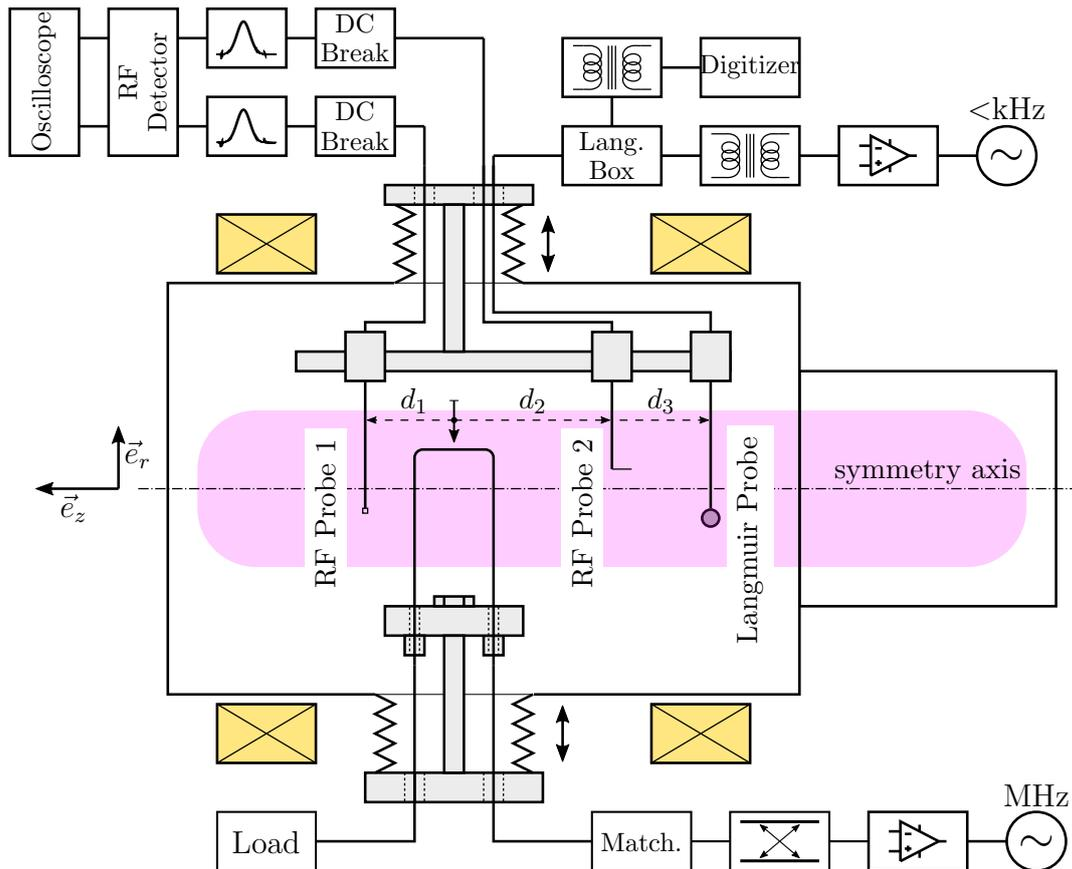 Oscilloscope
RF
Detector
DC
Break
DC
Break
Digitizer
Lang.
Box
<kHz
d1
d2
d3
e⃗r
e⃗z
symmetry axis
RF Probe 1
RF Probe 2
Langmuir Probe
Load
Match.
MHz